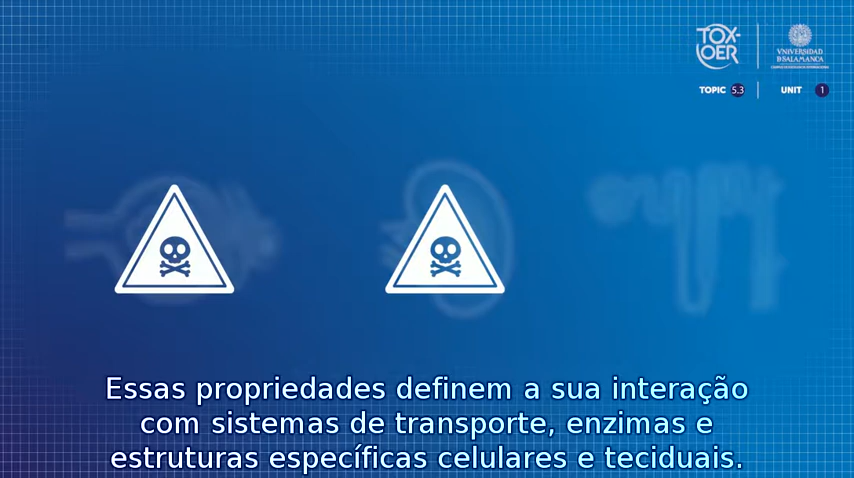 TOX-
OER
VNIVERSIDAD
D SALAMANCA
TOPIC 5.3
UNIT 1
Essas propriedades definem a sua interação
com sistemas de transporte, enzimas e
estruturas específicas celulares e teciduais.